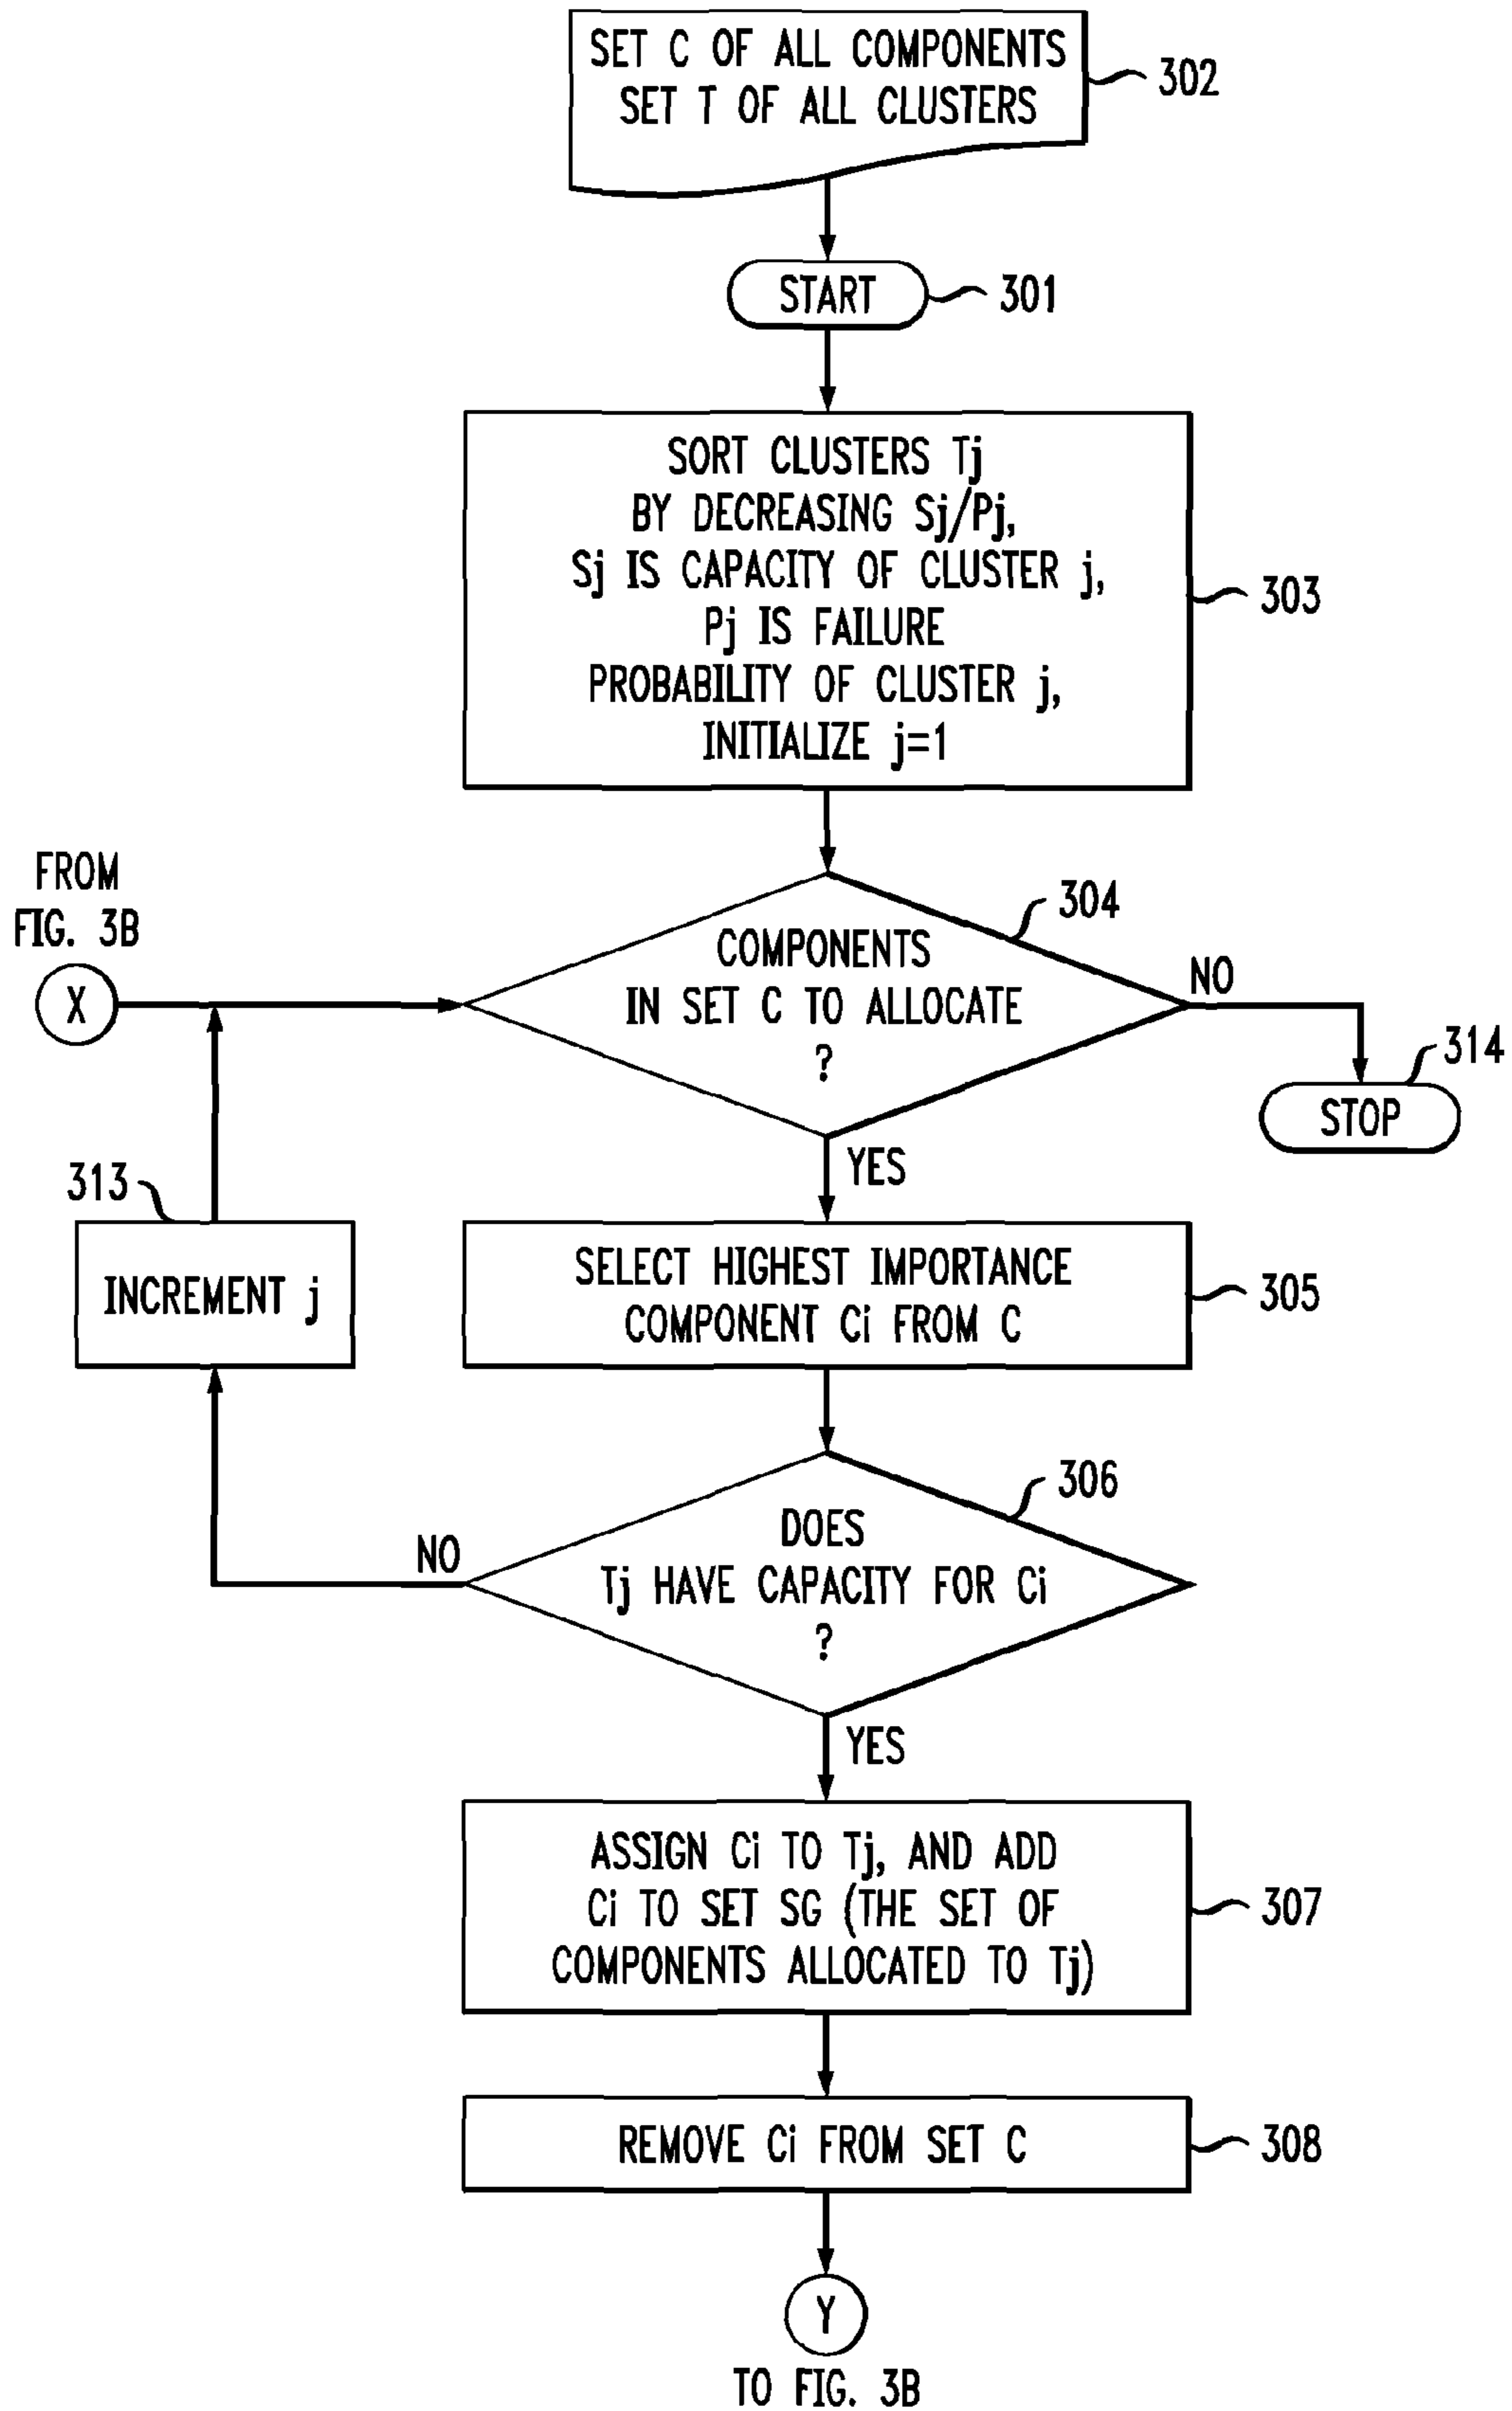 SET C OF ALL COMPONENTS
SET T OF ALL CLUSTERS
302
START
301
SORT CLUSTERS Tj
BY DECREASING Sj/Pj,
Sj IS CAPACITY OF CLUSTER j,
Pj IS FAILURE
PROBABILITY OF CLUSTER j,
INITIALIZE j=1
303
FROM
FIG. 3B
X
304
COMPONENTS
IN SET C TO ALLOCATE
?
NO
314
STOP
YES
313
INCREMENT j
SELECT HIGHEST IMPORTANCE
COMPONENT Ci FROM C
305
306
DOES
Tj HAVE CAPACITY FOR Ci
?
NO
YES
ASSIGN Ci TO Tj, AND ADD
Ci TO SET SG (THE SET OF
COMPONENTS ALLOCATED TO Tj)
307
REMOVE Ci FROM SET C
308
Y
TO FIG. 3B